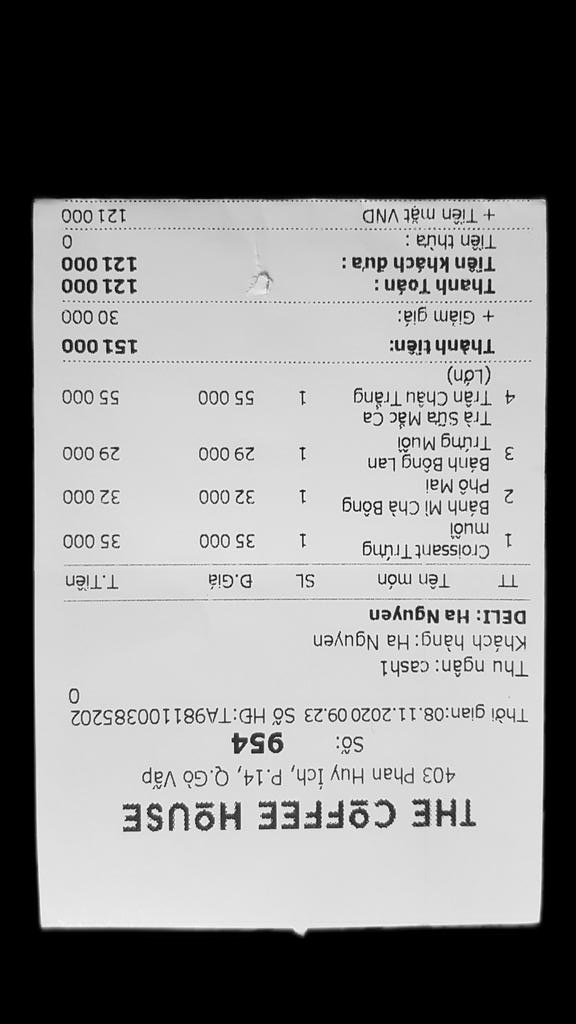 THE COFFEE HOUSE
403 Phan Huy Ích, P.14, Q.Gò Vấp
Số: 954
Thời gian:08.11.2020 09.23 Số HĐ:TA981100385202
0
Thu ngân: cash1
Khách hàng: Ha Nguyen
DELI: Ha Nguyen
TT Tên món SL Đ.Giá T.Tiền
1 Croissant Trứng muối 1 35 000 35 000
2 Bánh Mì Chà Bông Phô Mai 1 32 000 32 000
3 Bánh Bông Lan Trứng Muối 1 29 000 29 000
4 Trà Sữa Mắc Ca Trân Châu Trắng (Lớn) 1 55 000 55 000
Thành tiền: 151 000
+ Giảm giá: 30 000
Thanh Toán : 121 000
Tiền khách đưa : 121 000
Tiền thừa : 0
+ Tiền mặt VND 121 000